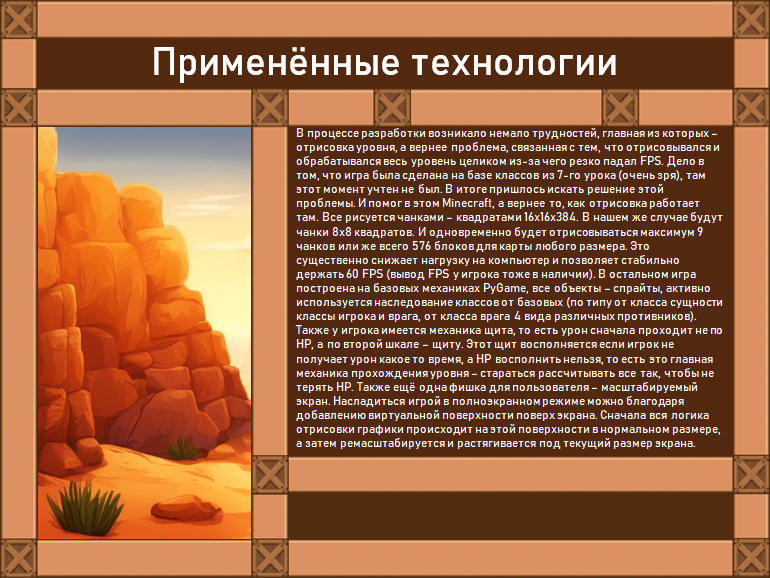 Применённые технологии
В процессе разработки возникало немало трудностей, главная из которых –
отрисовка уровня, а вернее проблема, связанная с тем, что отрисовывался и
обрабатывался весь уровень целиком из-за чего резко падал FPS. Дело в
том, что игра была сделана на базе классов из 7-го урока (очень зря), там
этот момент учтен не был. В итоге пришлось искать решение этой
проблемы. И помог в этом Minecraft, а вернее то, как отрисовка работает
там. Все рисуется чанками – квадратами 16х16х384. В нашем же случае будут
чанки 8х8 квадратов. И одновременно будет отрисовываться максимум 9
чанков или же всего 576 блоков для карты любого размера. Это
существенно снижает нагрузку на компьютер и позволяет стабильно
держать 60 FPS (вывод FPS у игрока тоже в наличии). В остальном игра
построена на базовых механиках PyGame, все объекты – спрайты, активно
используется наследование классов от базовых (по типу от класса сущности
классы игрока и врага, от класса врага 4 вида различных противников).
Также у игрока имеется механика щита, то есть урон сначала проходит не по
HP, а по второй шкале – щиту. Этот щит восполняется если игрок не
получает урон какое то время, а HP восполнить нельзя, то есть это главная
механика прохождения уровня – стараться рассчитывать все так, чтобы не
терять HP. Также ещё одна фишка для пользователя – масштабируемый
экран. Насладиться игрой в полноэкранном режиме можно благодаря
добавлению виртуальной поверхности поверх экрана. Сначала вся логика
отрисовки графики происходит на этой поверхности в нормальном размере,
а затем ремасштабируется и растягивается под текущий размер экрана.